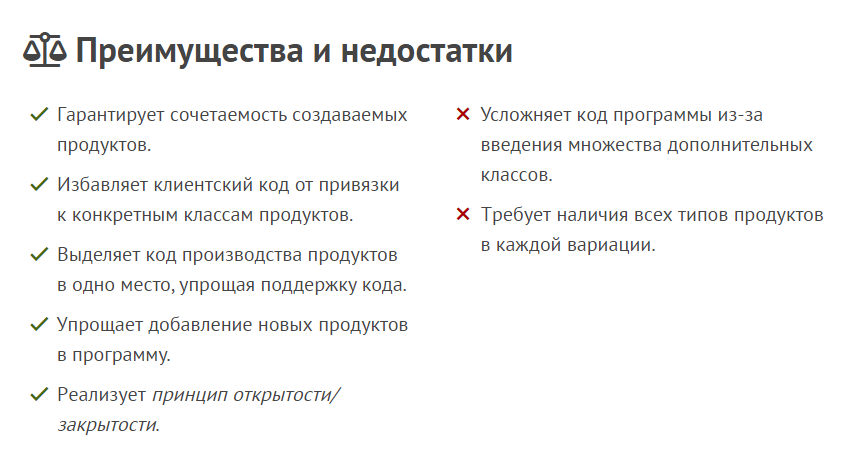 Преимущества и недостатки
Гарантирует сочетаемость создаваемых
продуктов.
Избавляет клиентский код от привязки
к конкретным классам продуктов.
Выделяет код производства продуктов
в одно место, упрощая поддержку кода.
Упрощает добавление новых продуктов
в программу.
Реализует принцип открытости/
закрытости.
Усложняет код программы из-за
введения множества дополнительных
классов.
Требует наличия всех типов продуктов
в каждой вариации.